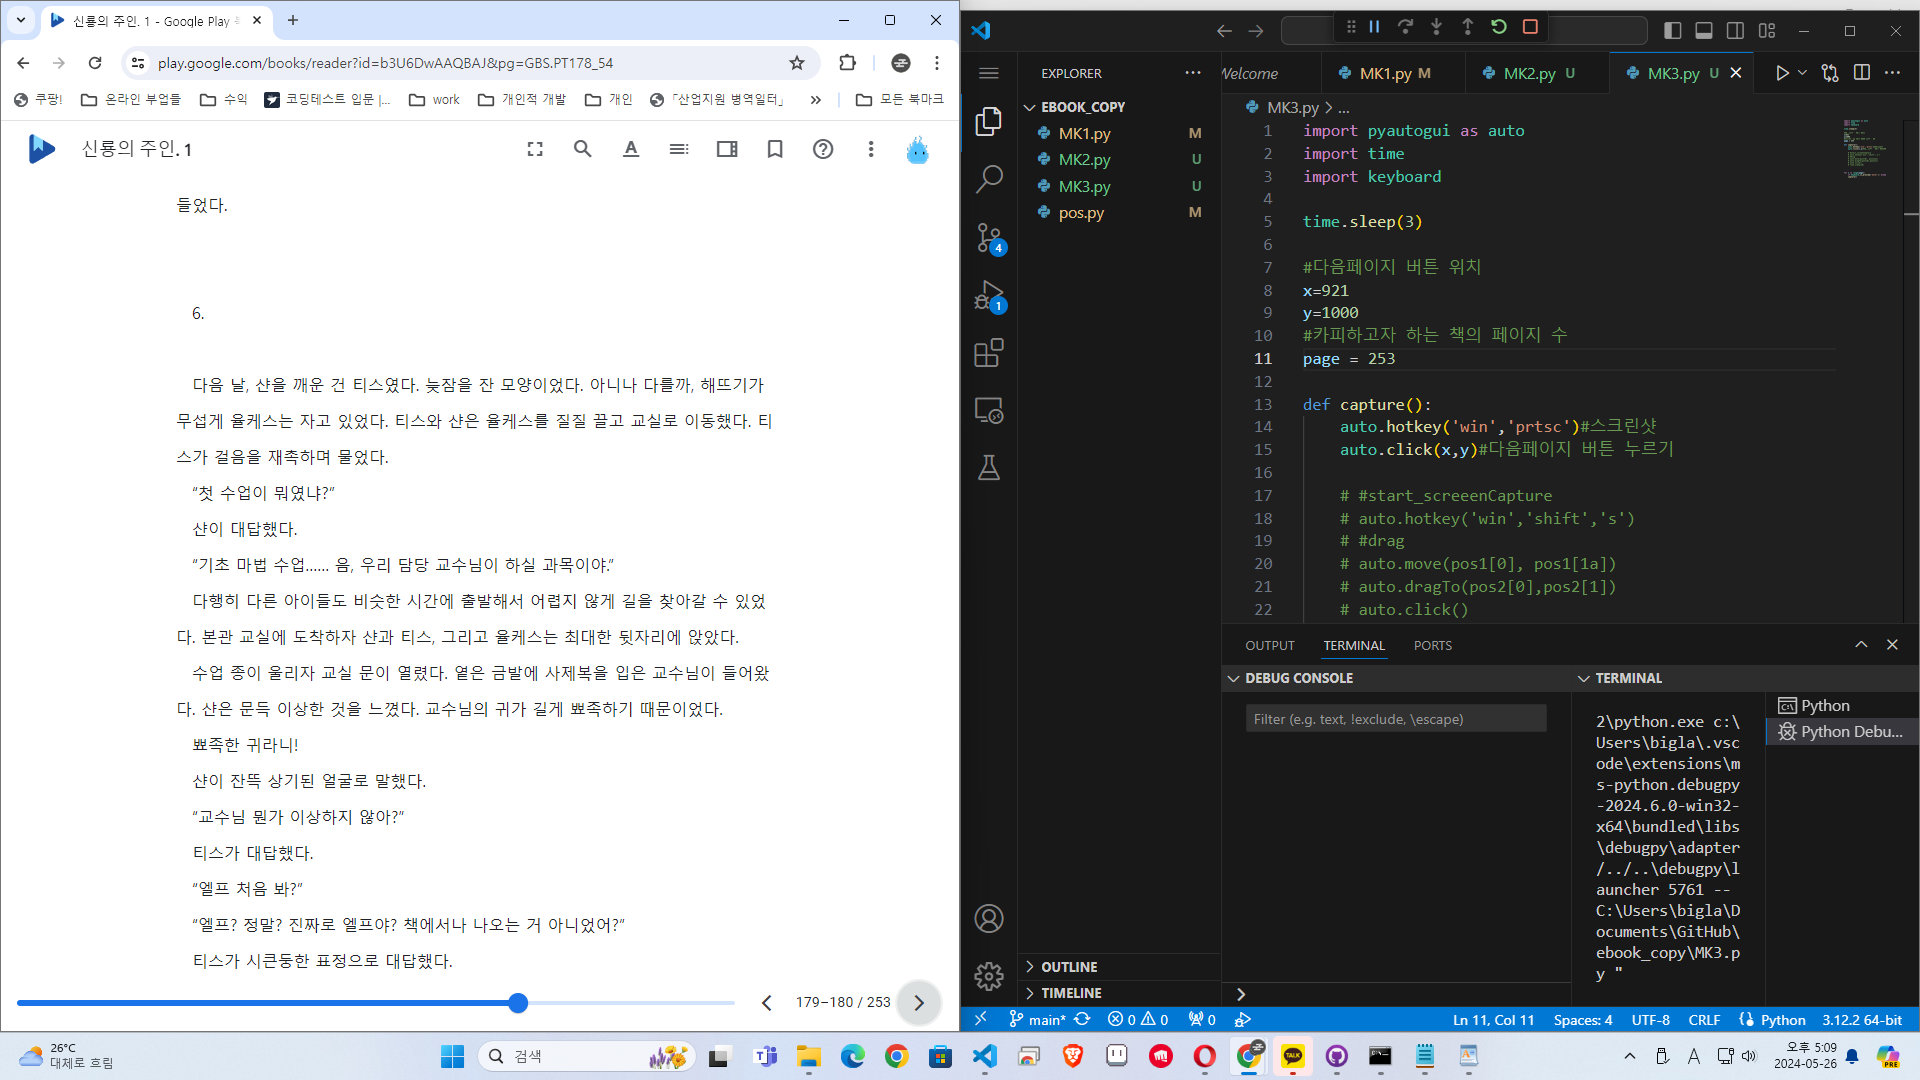 신룡의 주인. 1 - Google Play
play.google.com/books/reader?id=b3U6DwAAQBAJ&pg=GBS.PT178_54
쿠팡!
온라인 부업들
수익
코딩테스트 입문 |...
work
개인적 개발
개인
「산업지원 병역일터」
»
모든 북마크
신룡의 주인. 1
들었다.
6.
다음 날, 샨을 깨운 건 티스였다. 늦잠을 잔 모양이었다. 아니나 다를까, 해뜨기가
무섭게 율케스는 자고 있었다. 티스와 샨은 율케스를 질질 끌고 교실로 이동했다. 티
스가 걸음을 재촉하며 물었다.
“첫 수업이 뭐였냐?”
샨이 대답했다.
“기초 마법 수업...... 음, 우리 담당 교수님이 하실 과목이야.”
다행히 다른 아이들도 비슷한 시간에 출발해서 어렵지 않게 길을 찾아갈 수 있었
다. 본관 교실에 도착하자 샨과 티스, 그리고 율케스는 최대한 뒷자리에 앉았다.
수업 종이 울리자 교실 문이 열렸다. 옅은 금발에 사제복을 입은 교수님이 들어왔
다. 샨은 문득 이상한 것을 느꼈다. 교수님의 귀가 길게 뾰족하기 때문이었다.
뾰족한 귀라니!
샨이 잔뜩 상기된 얼굴로 말했다.
“교수님 뭔가 이상하지 않아?”
티스가 대답했다.
“엘프 처음 봐?”
“엘프? 정말? 진짜로 엘프야? 책에서나 나오는 거 아니었어?”
티스가 시큰둥한 표정으로 대답했다.
179–180 / 253
EXPLORER
EBOOK_COPY
MK1.py M
MK2.py U
MK3.py U
pos.py M
OUTLINE
TIMELINE
Welcome
MK1.py M
MK2.py U
MK3.py U
MK3.py > ...
1 import pyautogui as auto
2 import time
3 import keyboard
4
5 time.sleep(3)
6
7 #다음페이지 버튼 위치
8 x=921
9 y=1000
10 #카피하고자 하는 책의 페이지 수
11 page = 253
12
13 def capture():
14 auto.hotkey('win','prtsc')#스크린샷
15 auto.click(x,y)#다음페이지 버튼 누르기
16
17 # #start_screeenCapture
18 # auto.hotkey('win','shift','s')
19 # #drag
20 # auto.move(pos1[0], pos1[1a])
21 # auto.dragTo(pos2[0],pos2[1])
22 # auto.click()
OUTPUT TERMINAL PORTS
DEBUG CONSOLE
Filter (e.g. text, !exclude, \escape)
TERMINAL
2\python.exe c:\
Users\bigla\.vsc
ode\extensions\m
s-python.debugpy
-2024.6.0-win32-
x64\bundled\libs
\debugpy\adapter
/../..\debugpy\l
auncher 5761 --
C:\Users\bigla\D
ocuments\GitHub\
ebook_copy\MK3.p
y "
Python
Python Debu...
4
1
main* 0 0 0
Ln 11, Col 11 Spaces: 4 UTF-8 CRLF Python 3.12.2 64-bit
26°C
대체로 흐림
검색
TALK
A
오후 5:09
2024-05-26
PRE